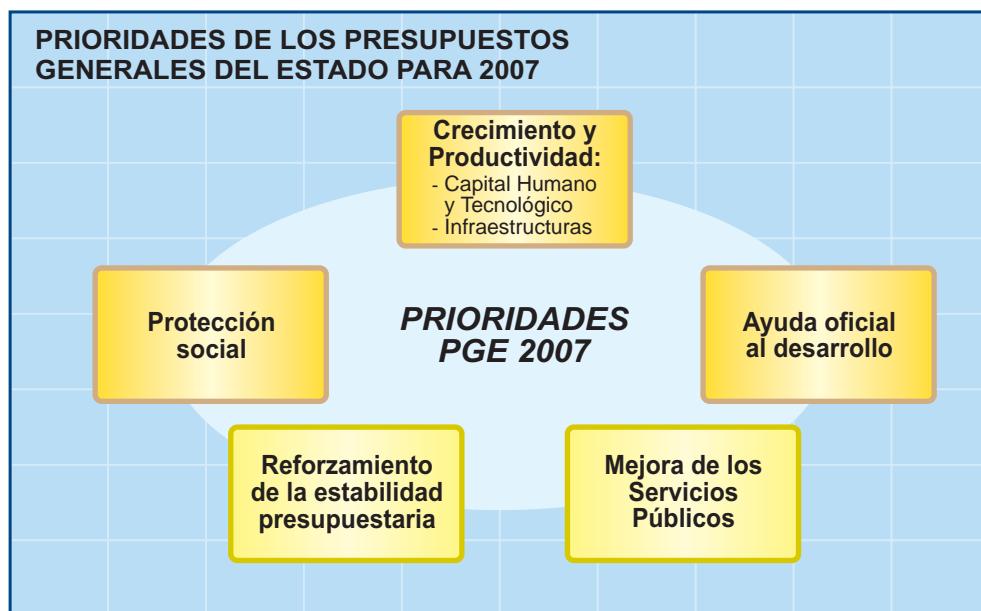 PRIORIDADES DE LOS PRESUPUESTOS
GENERALES DEL ESTADO PARA 2007
Crecimiento y
Productividad:
- Capital Humano
y Tecnológico
- Infraestructuras
Protección
social
PRIORIDADES
PGE 2007
Ayuda oficial
al desarrollo
Reforzamiento
de la estabilidad
presupuestaria
Mejora de los
Servicios
Públicos